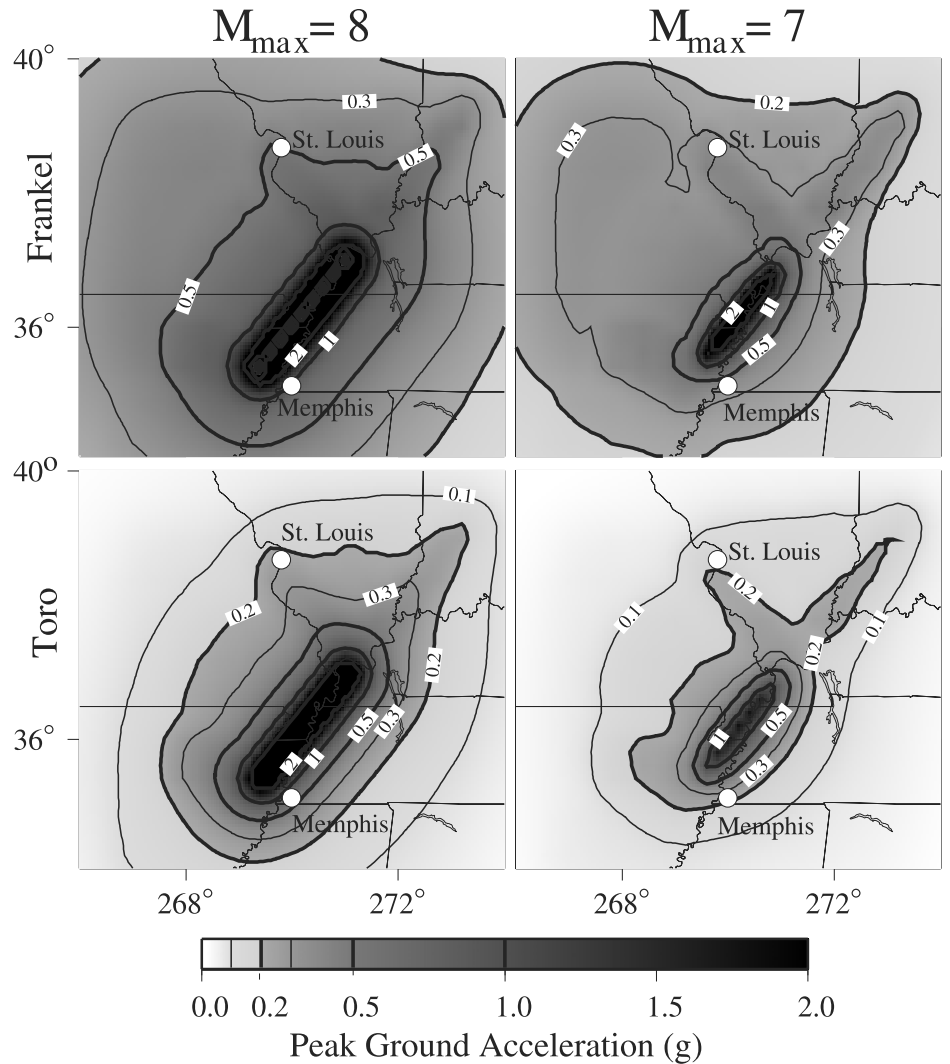 M_max = 8
M_max = 7
40°
0.3
St. Louis
0.5
0.5
Frankel
36°
2
1
Memphis
0.2
0.3
St. Louis
0.3
2
1
0.5
Memphis
40°
0.1
St. Louis
0.3
0.2
0.2
Toro
36°
0.5
0.3
2
1
Memphis
St. Louis
0.2
0.1
0.1
0.2
0.5
1
0.3
Memphis
268°
272°
268°
272°
0.0 0.2 0.5 1.0 1.5 2.0
Peak Ground Acceleration (g)